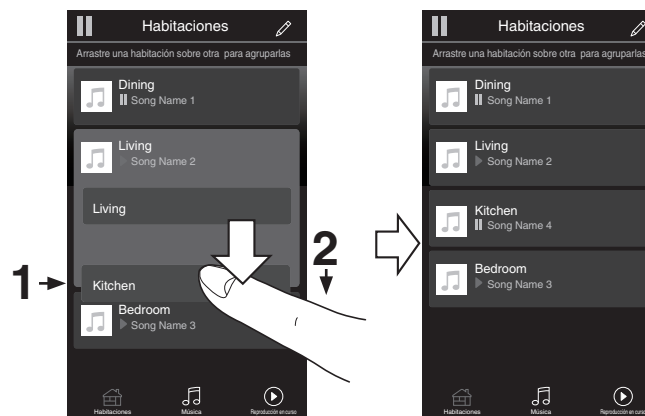 Habitaciones
Arrastre una habitación sobre otra para agruparlas
Dining
Song Name 1
Living
Song Name 2
Living
Kitchen
Bedroom
Song Name 3
Habitaciones
Música
Reproducción en curso
1
2
Habitaciones
Arrastre una habitación sobre otra para agruparlas
Dining
Song Name 1
Living
Song Name 2
Kitchen
Song Name 4
Bedroom
Song Name 3
Habitaciones
Música
Reproducción en curso